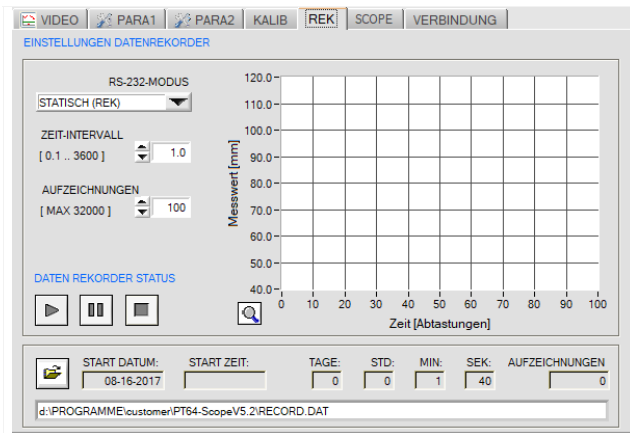 VIDEO PARA1 PARA2 KALIB REK SCOPE VERBINDUNG
EINSTELLUNGEN DATENREKORDER
RS-232-MODUS
STATISCH (REK)
ZEIT-INTERVALL
[ 0.1 .. 3600 ] 1.0
AUFZEICHNUNGEN
[ MAX 32000 ] 100
DATEN REKORDER STATUS
Messwert [mm]
120.0
110.0
100.0
90.0
80.0
70.0
60.0
50.0
40.0
0 10 20 30 40 50 60 70 80 90 100
Zeit [Abtastungen]
START DATUM: START ZEIT: TAGE: STD: MIN: SEK: AUFZEICHNUNGEN
08-16-2017 0 0 1 40 0
d:\PROGRAMME\customer\PT64-ScopeV5.2\RECORD.DAT